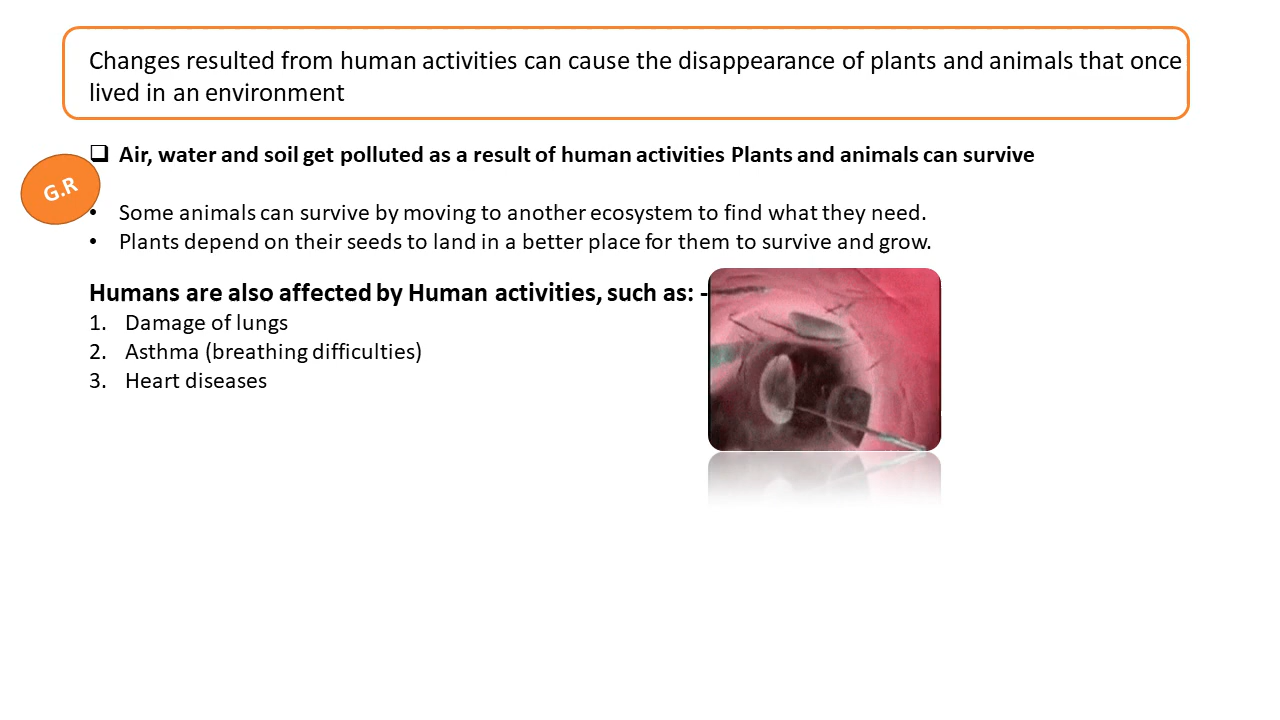 Changes resulted from human activities can cause the disappearance of plants and animals that once
lived in an environment
❑ Air, water and soil get polluted as a result of human activities Plants and animals can survive
G.R
• Some animals can survive by moving to another ecosystem to find what they need.
• Plants depend on their seeds to land in a better place for them to survive and grow.
Humans are also affected by Human activities, such as: -
1. Damage of lungs
2. Asthma (breathing difficulties)
3. Heart diseases